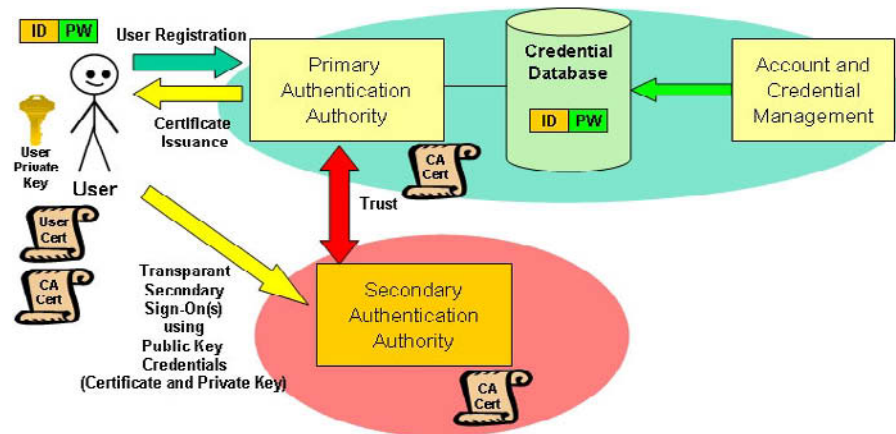 ID PW
User Registration
Primary
Authentication
Authority
Credential
Database
ID PW
Account and
Credential
Management
Certificate
Issuance
User
Private
Key
User
CA
Cert
Trust
User
Cert
CA
Cert
Transparant
Secondary
Sign-On(s)
using
Public Key
Credentials
(Certificate and Private Key)
Secondary
Authentication
Authority
CA
Cert